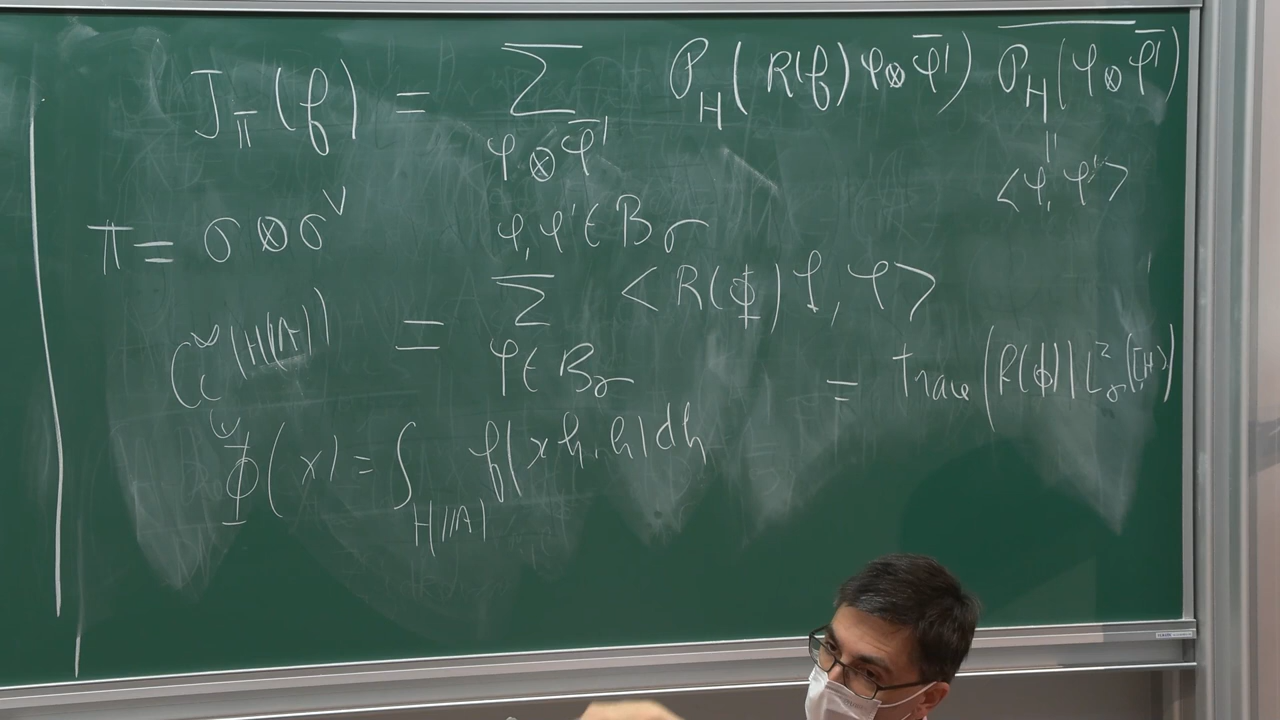 J_π(f) = Σ_{φ⊗φ̄'} P_H(R(f)φ⊗φ̄') \overline{P_H(φ⊗φ̄')}
φ,φ'∈B_σ
= <φ,φ'>
π = σ⊗σ^∨
= Σ_{φ∈B_σ} <R(Φ)φ,φ>
= Trace(R(Φ)|L²_σ([H]))
C_c^∞(H(A))
Φ(x) = ∫_{H(A)} f(xh,h)dh